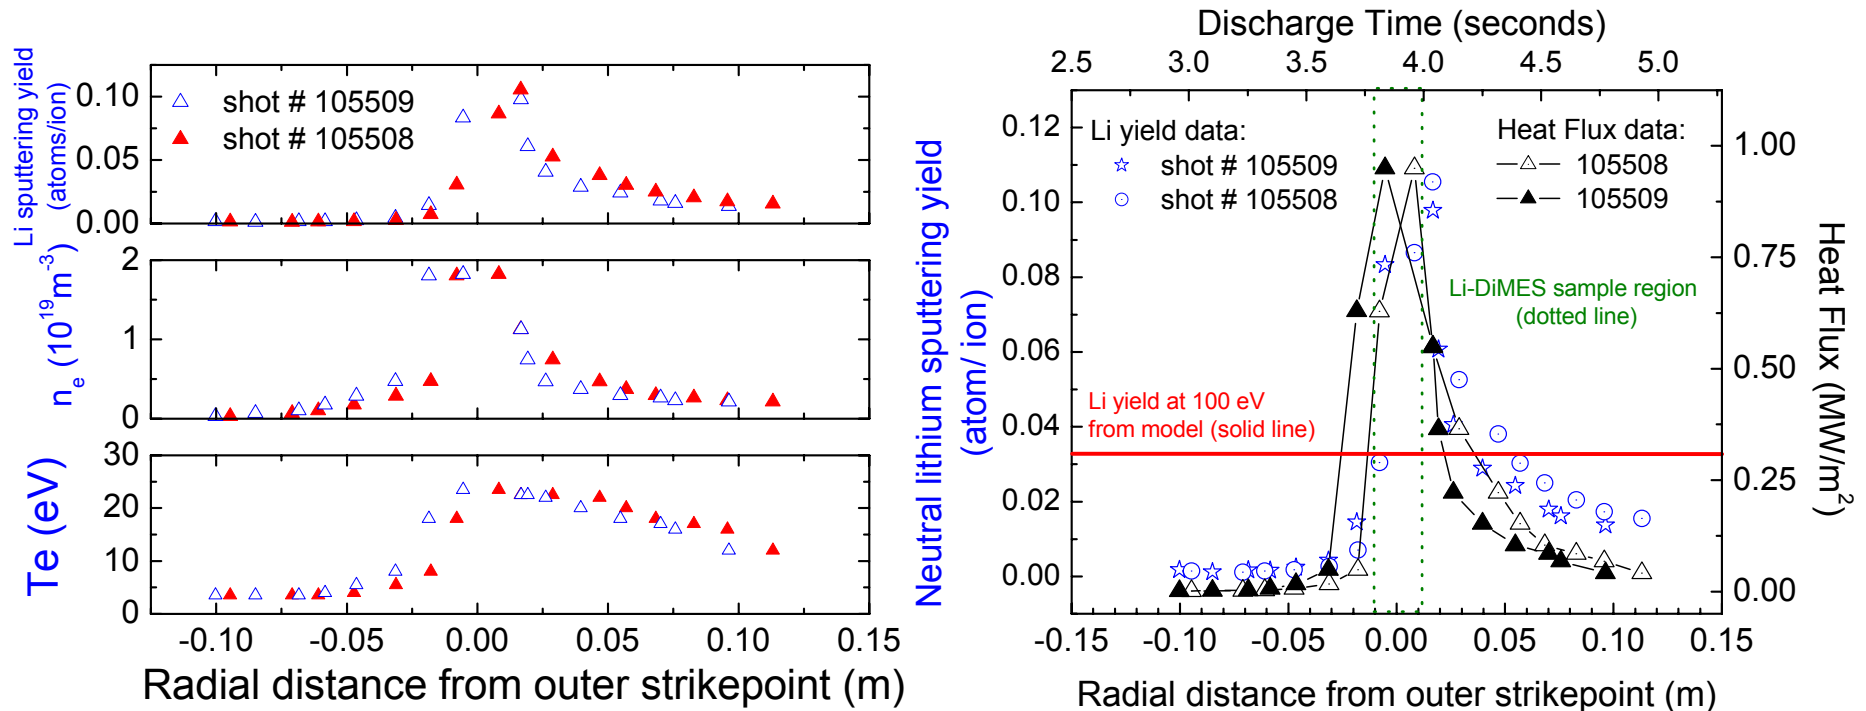 Li sputtering yield
(atoms/ion)
0.10
0.05
0.00
shot # 105509
shot # 105508
n_e (10^19 m^-3)
2
1
0
Te (eV)
30
20
10
0
-0.10 -0.05 0.00 0.05 0.10 0.15
Radial distance from outer strikepoint (m)
Discharge Time (seconds)
2.5 3.0 3.5 4.0 4.5 5.0
Neutral lithium sputtering yield
(atom/ ion)
0.12
0.10
0.08
0.06
0.04
0.02
0.00
Li yield data:
shot # 105509
shot # 105508
Heat Flux data:
105508
105509
Li-DiMES sample region
(dotted line)
Li yield at 100 eV
from model (solid line)
1.00
0.75
0.50
0.25
0.00
Heat Flux (MW/m^2)
-0.15 -0.10 -0.05 0.00 0.05 0.10 0.15
Radial distance from outer strikepoint (m)